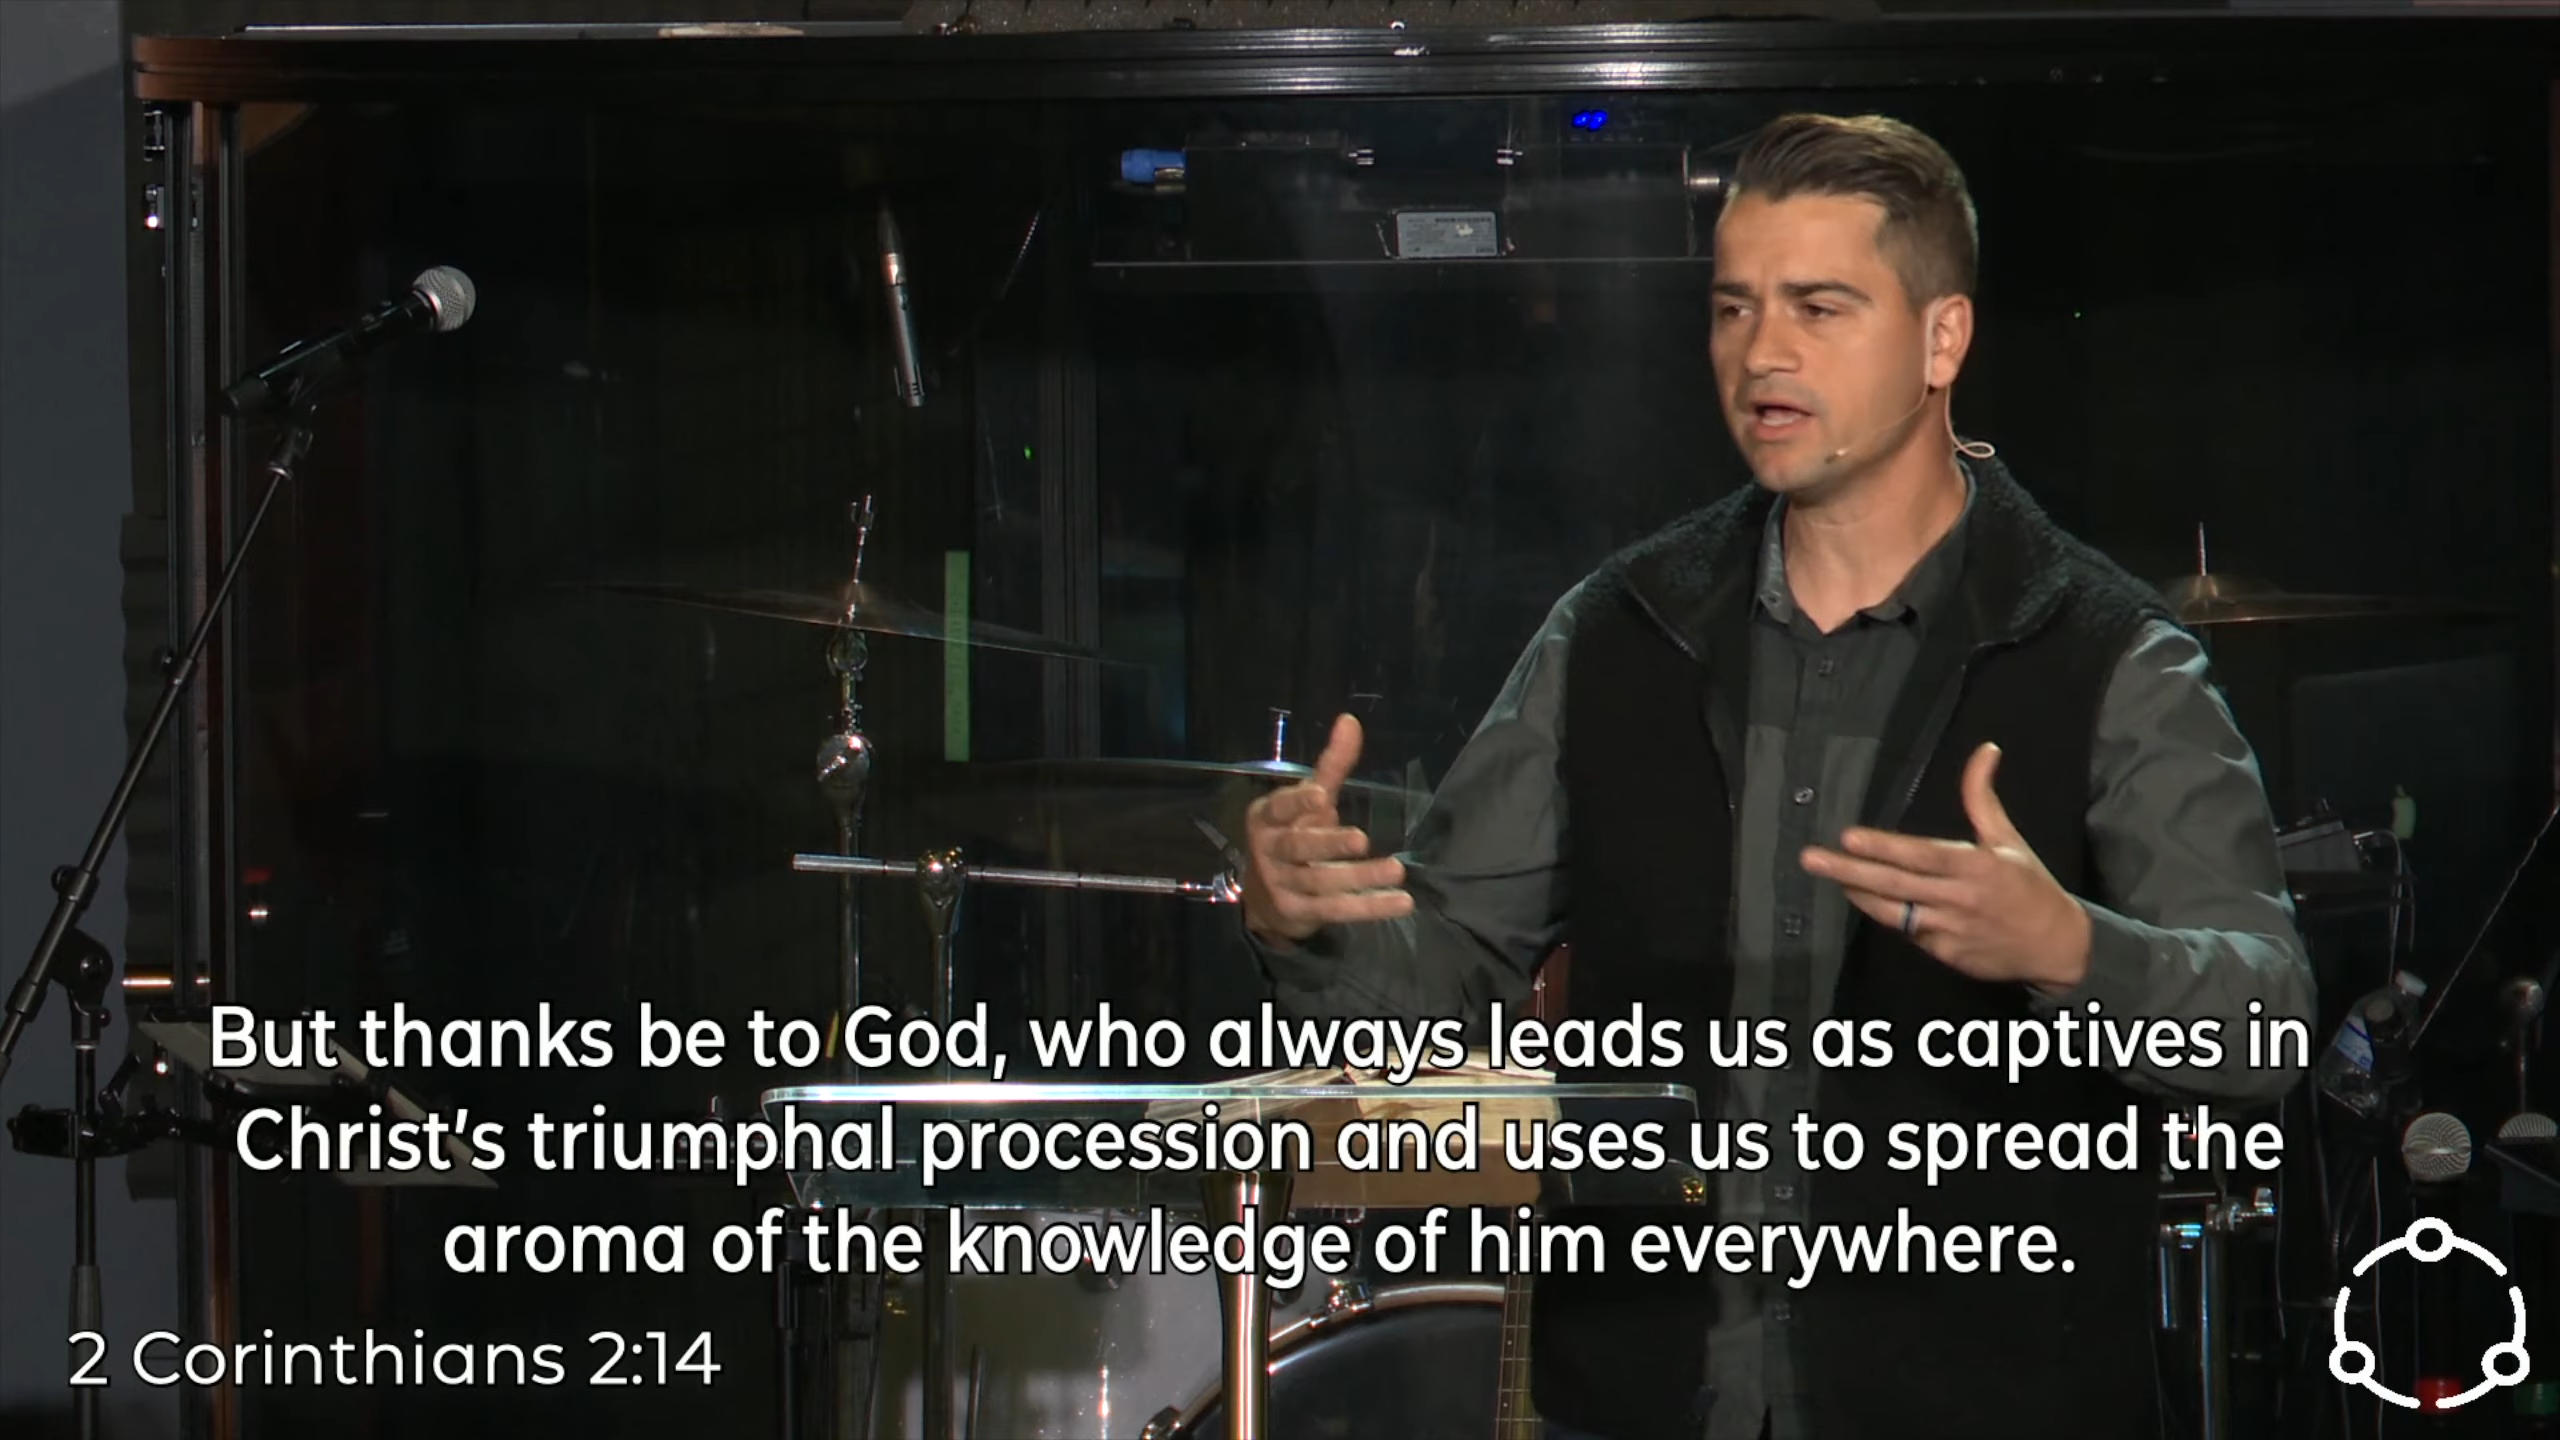 But thanks be to God, who always leads us as captives in
Christ's triumphal procession and uses us to spread the
aroma of the knowledge of him everywhere.
2 Corinthians 2:14